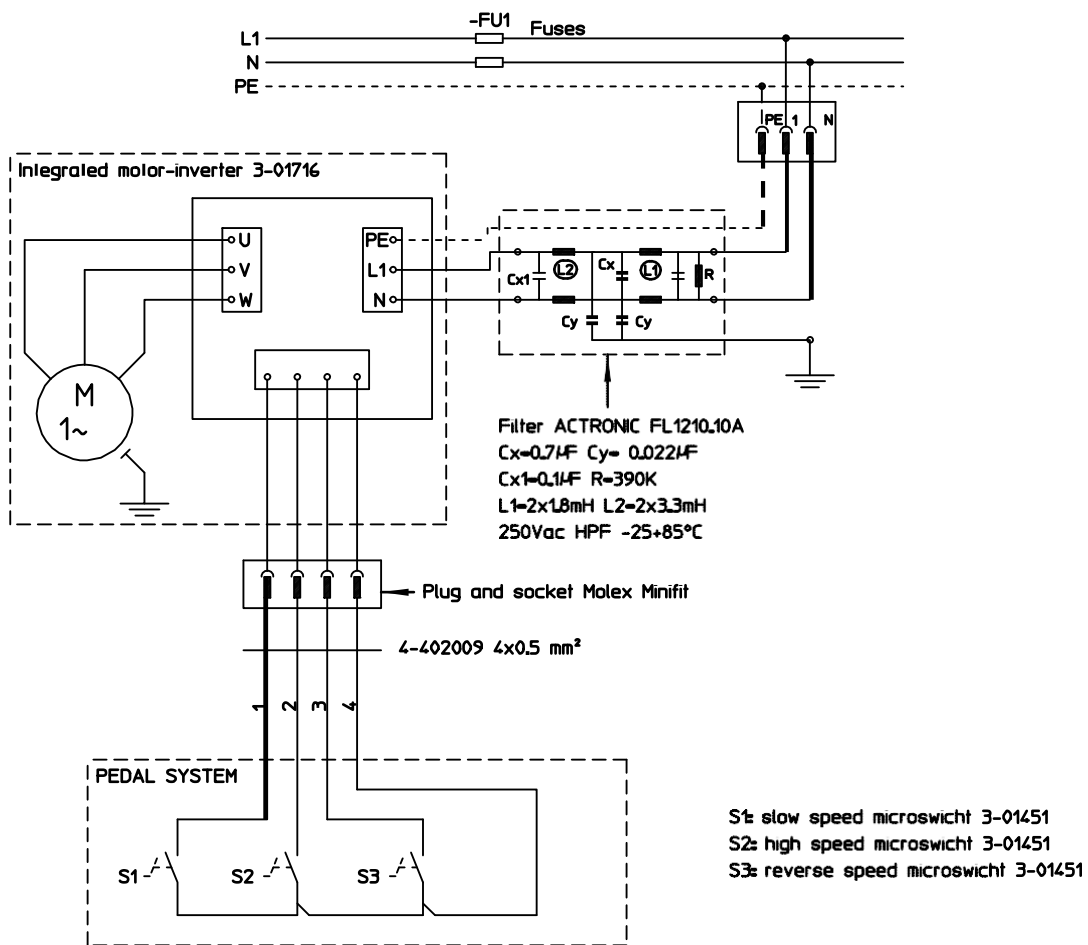 -FU1 Fuses
L1
N
PE
PE 1 N
Integraled molor-inverter 3-01716
U
V
W
PE
L1
N
Cx1
L2
Cx
L1
R
Cy
Cy
M
1~
Filter ACTRONIC FL1210.10A
Cx=0.7µF Cy= 0.022µF
Cx1=0.1µF R=390K
L1=2x1.8mH L2=2x3.3mH
250Vac HPF -25+85°C
Plug and socket Molex Minifit
4-402009 4x0.5 mm²
1 2 3 4
PEDAL SYSTEM
S1 S2 S3
S1: slow speed microswicht 3-01451
S2: high speed microswicht 3-01451
S3: reverse speed microswicht 3-01451